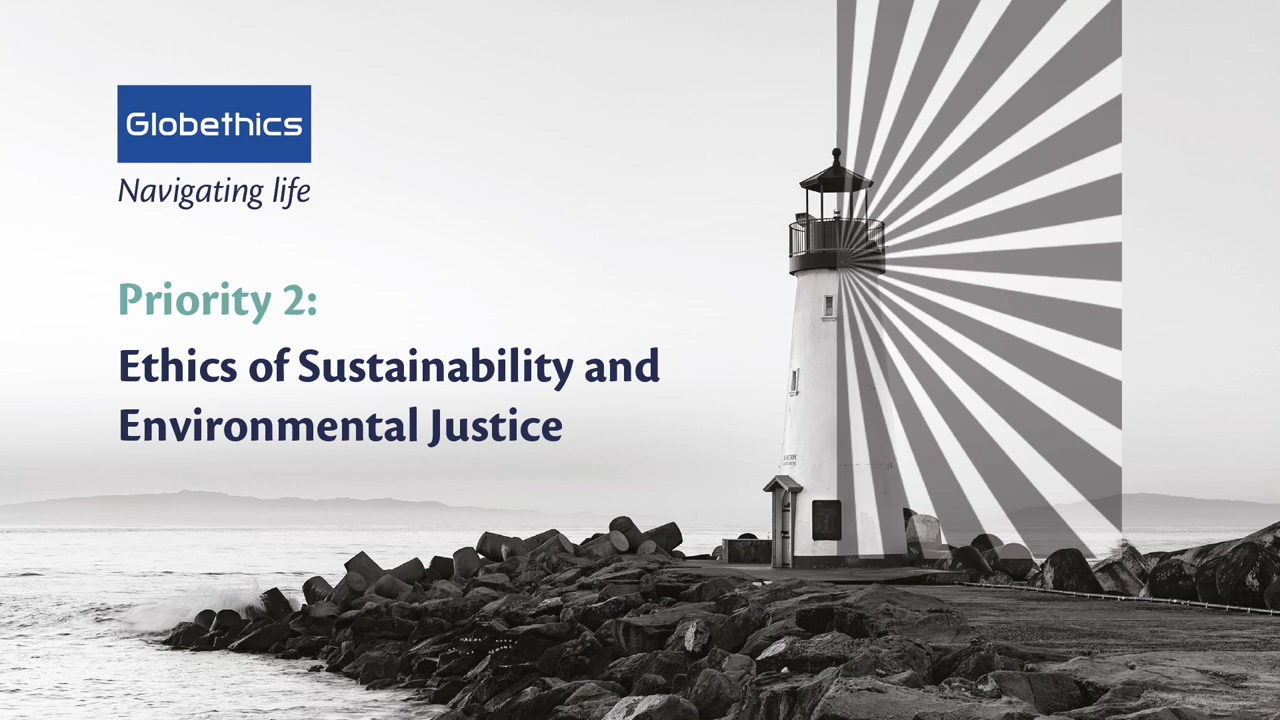 Globethics
Navigating life
Priority 2:
Ethics of Sustainability and
Environmental Justice